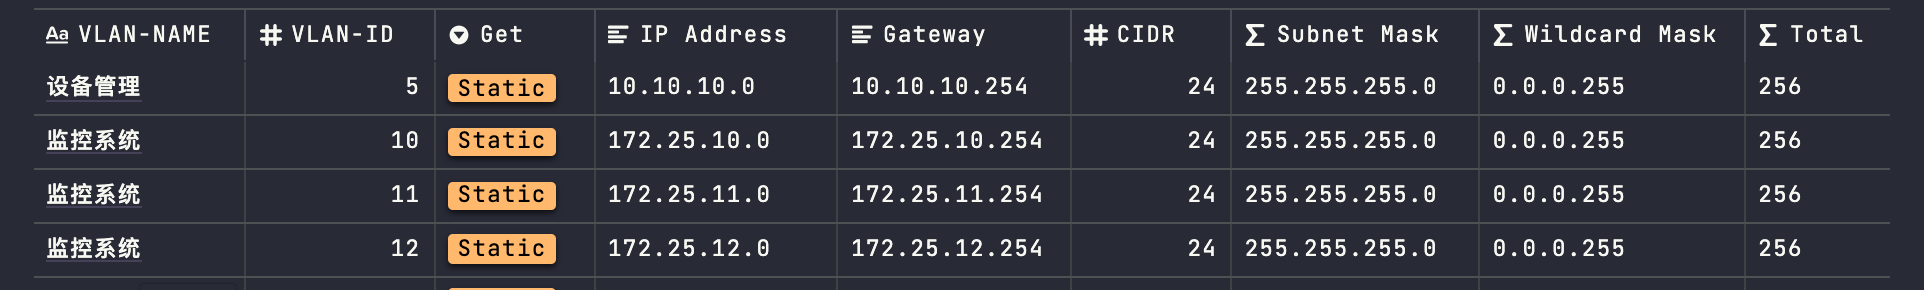 Aa VLAN-NAME # VLAN-ID Get IP Address Gateway # CIDR Σ Subnet Mask Σ Wildcard Mask Σ Total
设备管理 5 Static 10.10.10.0 10.10.10.254 24 255.255.255.0 0.0.0.255 256
监控系统 10 Static 172.25.10.0 172.25.10.254 24 255.255.255.0 0.0.0.255 256
监控系统 11 Static 172.25.11.0 172.25.11.254 24 255.255.255.0 0.0.0.255 256
监控系统 12 Static 172.25.12.0 172.25.12.254 24 255.255.255.0 0.0.0.255 256